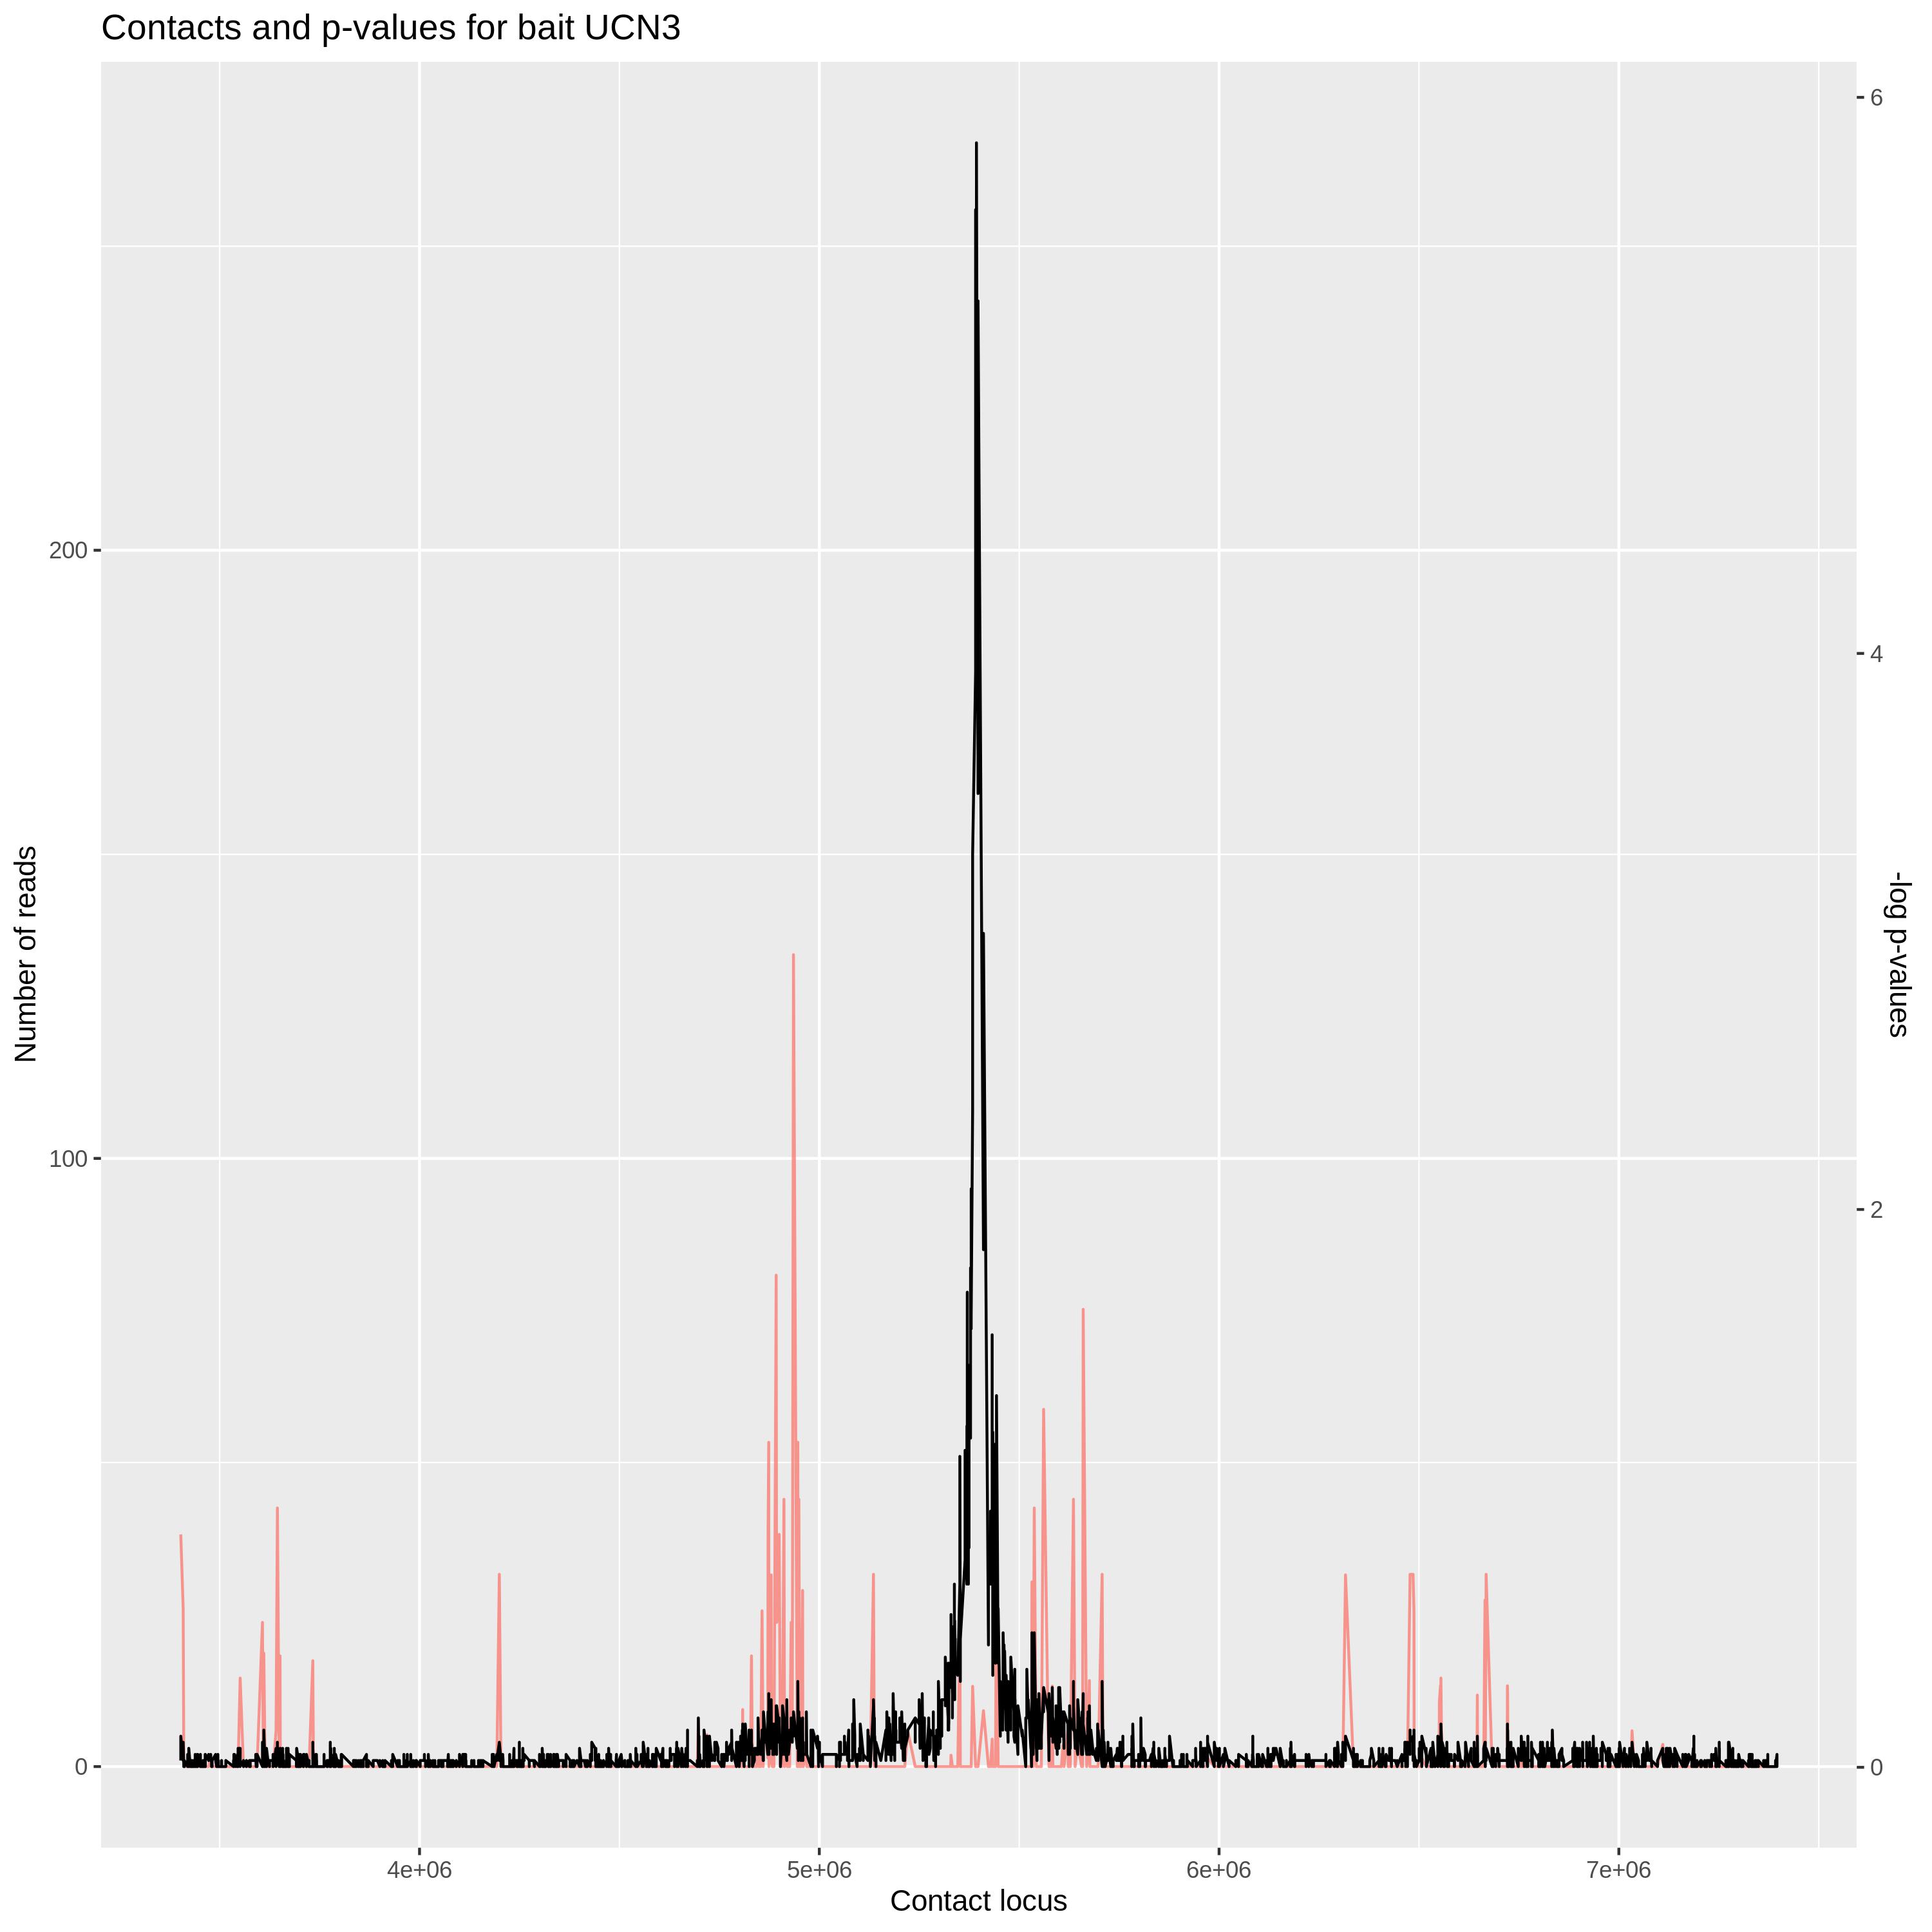 Contacts and p-values for bait UCN3
6
200
4
Number of reads
-log p-values
100
2
0
0
4e+06
5e+06
6e+06
7e+06
Contact locus